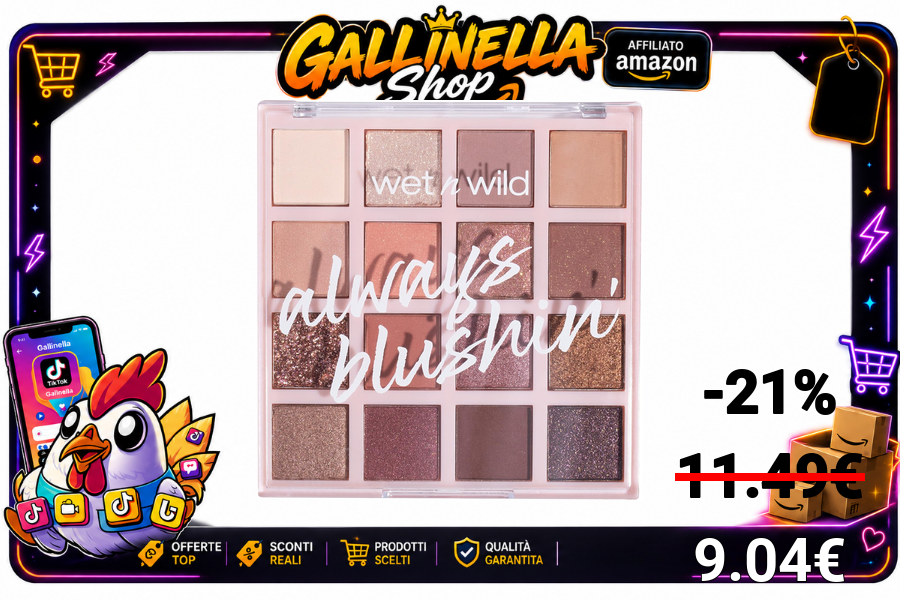 GALLINELLA
Shop
AFFILIATO
amazon
wet n wild
always
blushin'
Gallinella
TikTok
Gallinella
-21%
11.49€
9.04€
OFFERTE
TOP
SCONTI
REALI
PRODOTTI
SCELTI
QUALITÀ
GARANTITA